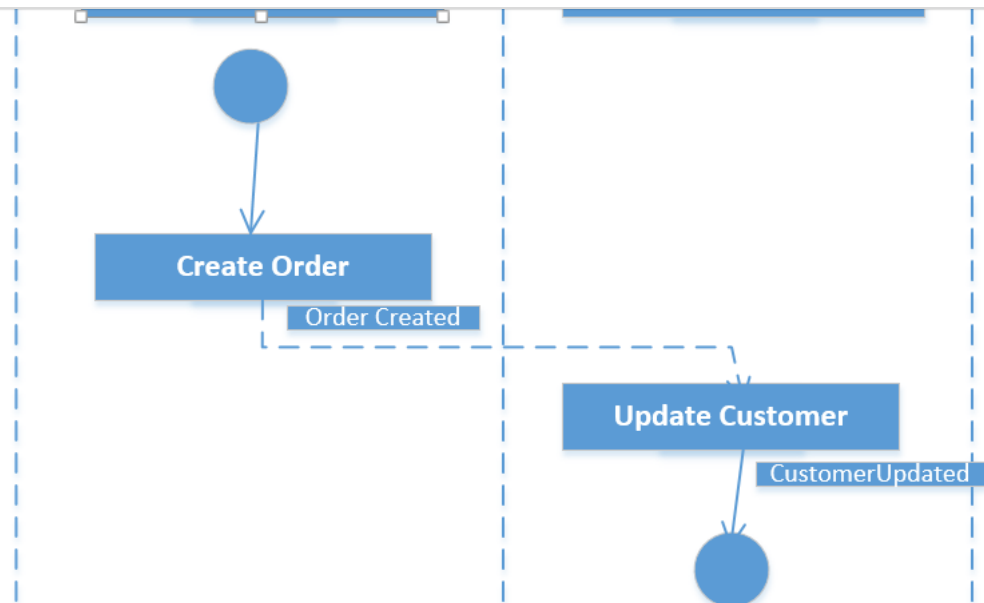 Create Order
Order Created
Update Customer
CustomerUpdated